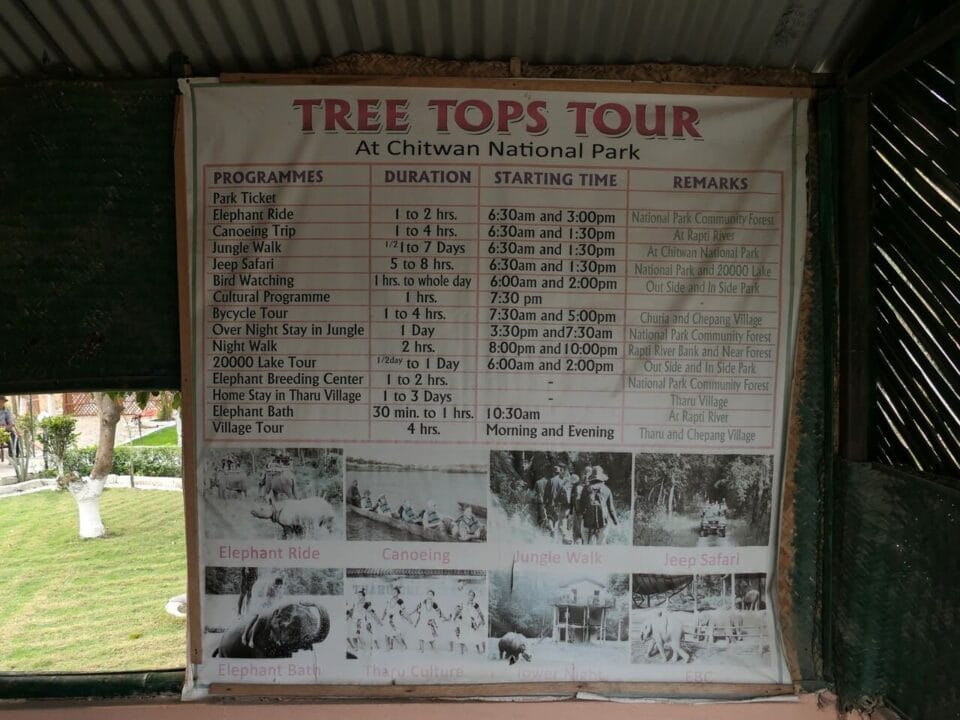 TREE TOPS TOUR
At Chitwan National Park
PROGRAMMES DURATION STARTING TIME REMARKS
Park Ticket
Elephant Ride 1 to 2 hrs. 6:30am and 3:00pm National Park Community Forest
Canoeing Trip 1 to 4 hrs. 6:30am and 1:30pm At Rapti River
Jungle Walk 1/2 1to 7 Days 6:30am and 1:30pm At Chitwan National Park
Jeep Safari 5 to 8 hrs. 6:30am and 1:30pm National Park and 20000 Lake
Bird Watching 1 hrs. to whole day 6:00am and 2:00pm Out Side and In Side Park
Cultural Programme 1 hrs. 7:30 pm -
Bycycle Tour 1 to 4 hrs. 7:30am and 5:00pm Churia and Chepang Village
Over Night Stay in Jungle 1 Day 3:30pm and7:30am National Park Community Forest
Night Walk 2 hrs. 8:00pm and10:00pm Rapti River Bank and Near Forest
20000 Lake Tour 1/2day to 1 Day 6:00am and 2:00pm Out Side and In Side Park
Elephant Breeding Center 1 to 2 hrs. - National Park Community Forest
Home Stay in Tharu Village 1 to 3 Days - Tharu Village
Elephant Bath 30 min. to 1 hrs. 10:30am At Rapti River
Village Tour 4 hrs. Morning and Evening Tharu and Chepang Village
Elephant Ride Canoeing Jungle Walk Jeep Safari
Elephant Bath Tharu Culture Tower Night EBC